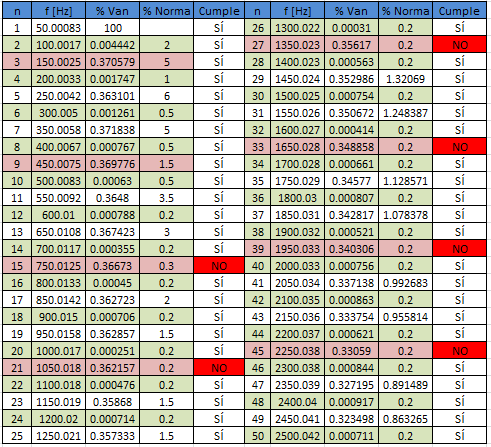 n f [Hz] % Van % Norma Cumple n f [Hz] % Van % Norma Cumple
1 50.00083 100 SÍ 26 1300.022 0.00031 0.2 SÍ
2 100.0017 0.004442 2 SÍ 27 1350.023 0.35617 0.2 NO
3 150.0025 0.370579 5 SÍ 28 1400.023 0.000563 0.2 SÍ
4 200.0033 0.001747 1 SÍ 29 1450.024 0.352986 1.32069 SÍ
5 250.0042 0.363101 6 SÍ 30 1500.025 0.000754 0.2 SÍ
6 300.005 0.001261 0.5 SÍ 31 1550.026 0.350672 1.248387 SÍ
7 350.0058 0.371838 5 SÍ 32 1600.027 0.000414 0.2 SÍ
8 400.0067 0.000767 0.5 SÍ 33 1650.028 0.348858 0.2 NO
9 450.0075 0.369776 1.5 SÍ 34 1700.028 0.000661 0.2 SÍ
10 500.0083 0.00063 0.5 SÍ 35 1750.029 0.34577 1.128571 SÍ
11 550.0092 0.3648 3.5 SÍ 36 1800.03 0.000807 0.2 SÍ
12 600.01 0.000788 0.2 SÍ 37 1850.031 0.342817 1.078378 SÍ
13 650.0108 0.367423 3 SÍ 38 1900.032 0.000521 0.2 SÍ
14 700.0117 0.000355 0.2 SÍ 39 1950.033 0.340306 0.2 NO
15 750.0125 0.36673 0.3 NO 40 2000.033 0.000756 0.2 SÍ
16 800.0133 0.00045 0.2 SÍ 41 2050.034 0.337138 0.992683 SÍ
17 850.0142 0.362723 2 SÍ 42 2100.035 0.000863 0.2 SÍ
18 900.015 0.000706 0.2 SÍ 43 2150.036 0.333754 0.955814 SÍ
19 950.0158 0.362857 1.5 SÍ 44 2200.037 0.000621 0.2 SÍ
20 1000.017 0.000251 0.2 SÍ 45 2250.038 0.33059 0.2 NO
21 1050.018 0.362157 0.2 NO 46 2300.038 0.000844 0.2 SÍ
22 1100.018 0.000476 0.2 SÍ 47 2350.039 0.327195 0.891489 SÍ
23 1150.019 0.35868 1.5 SÍ 48 2400.04 0.000917 0.2 SÍ
24 1200.02 0.000714 0.2 SÍ 49 2450.041 0.323498 0.863265 SÍ
25 1250.021 0.357333 1.5 SÍ 50 2500.042 0.000711 0.2 SÍ